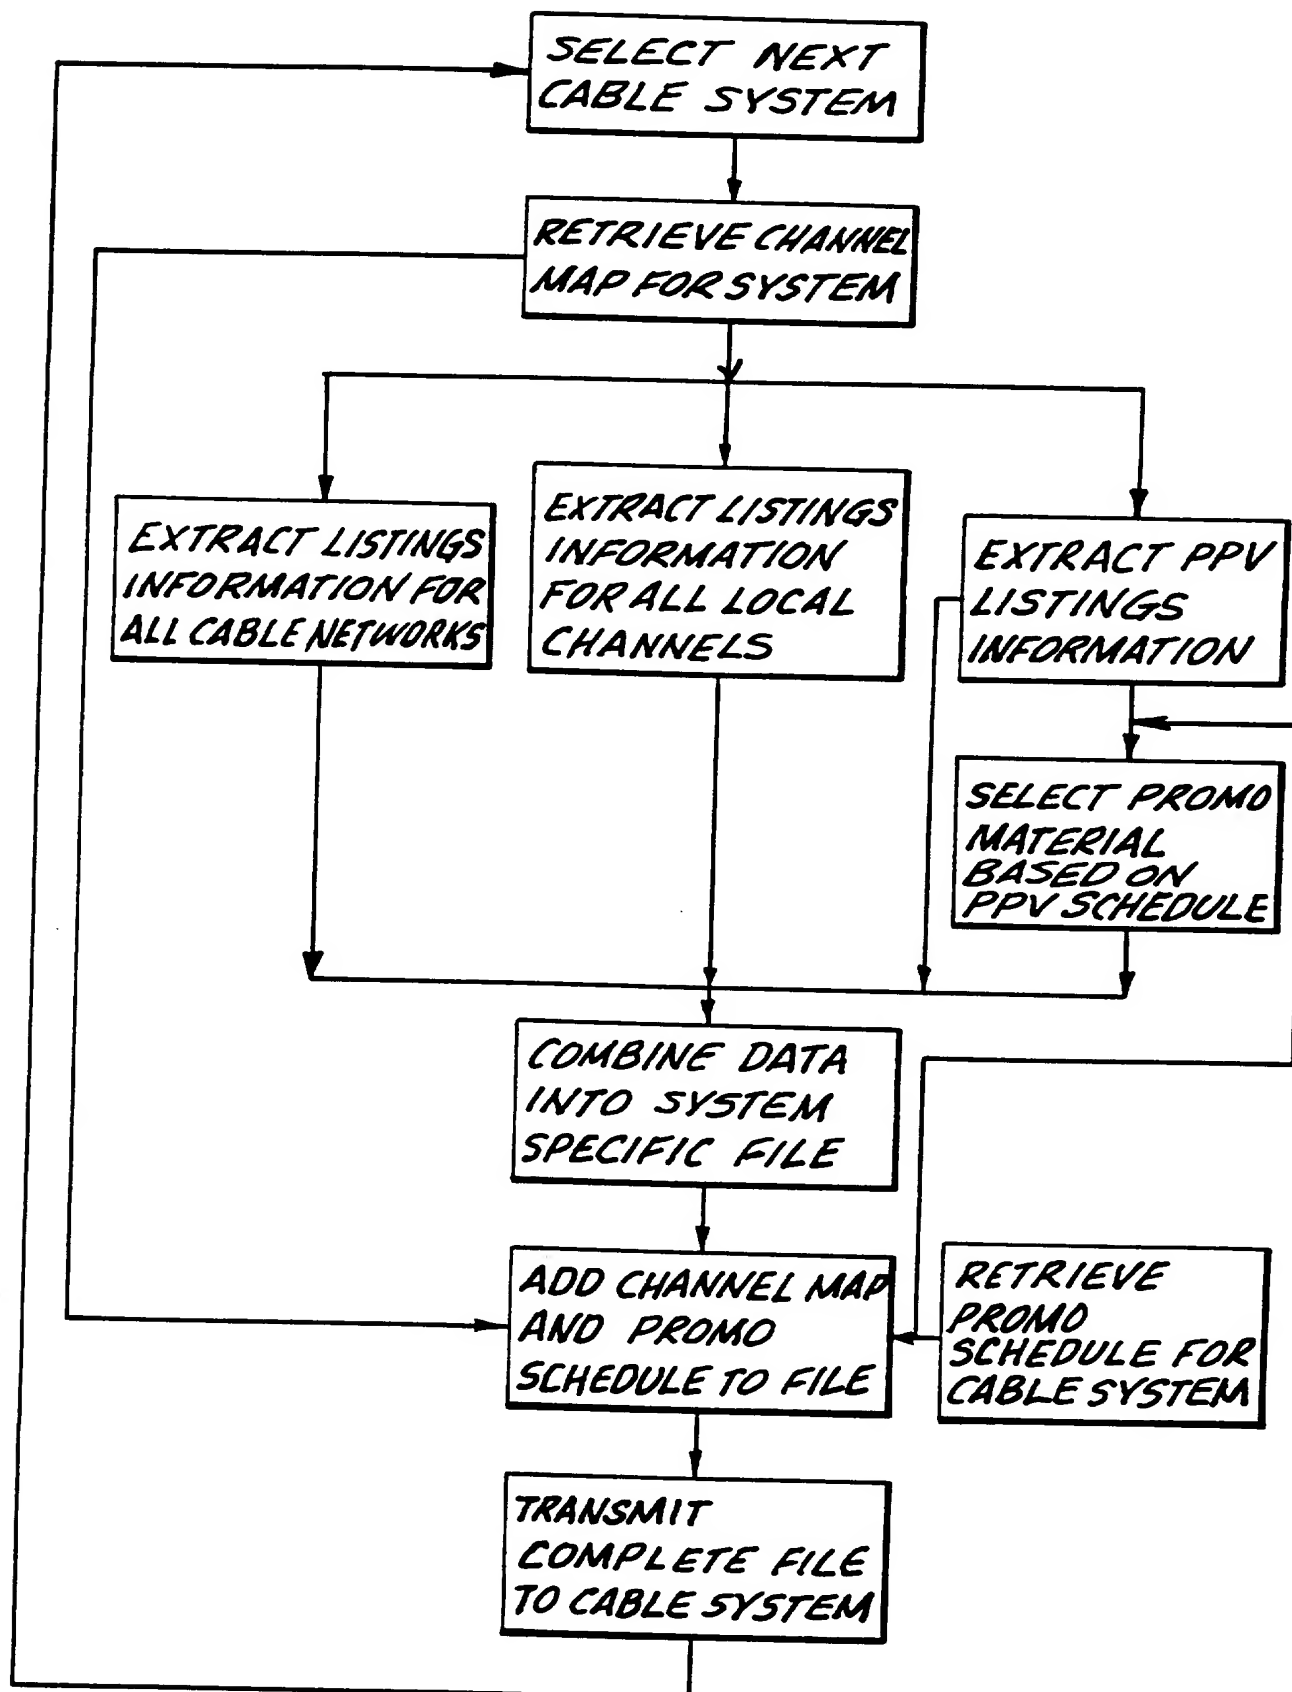 SELECT NEXT
CABLE SYSTEM
RETRIEVE CHANNEL
MAP FOR SYSTEM
EXTRACT LISTINGS
INFORMATION FOR
ALL CABLE NETWORKS
EXTRACT LISTINGS
INFORMATION
FOR ALL LOCAL
CHANNELS
EXTRACT PPV
LISTINGS
INFORMATION
SELECT PROMO
MATERIAL
BASED ON
PPV SCHEDULE
COMBINE DATA
INTO SYSTEM
SPECIFIC FILE
ADD CHANNEL MAP
AND PROMO
SCHEDULE TO FILE
RETRIEVE
PROMO
SCHEDULE FOR
CABLE SYSTEM
TRANSMIT
COMPLETE FILE
TO CABLE SYSTEM